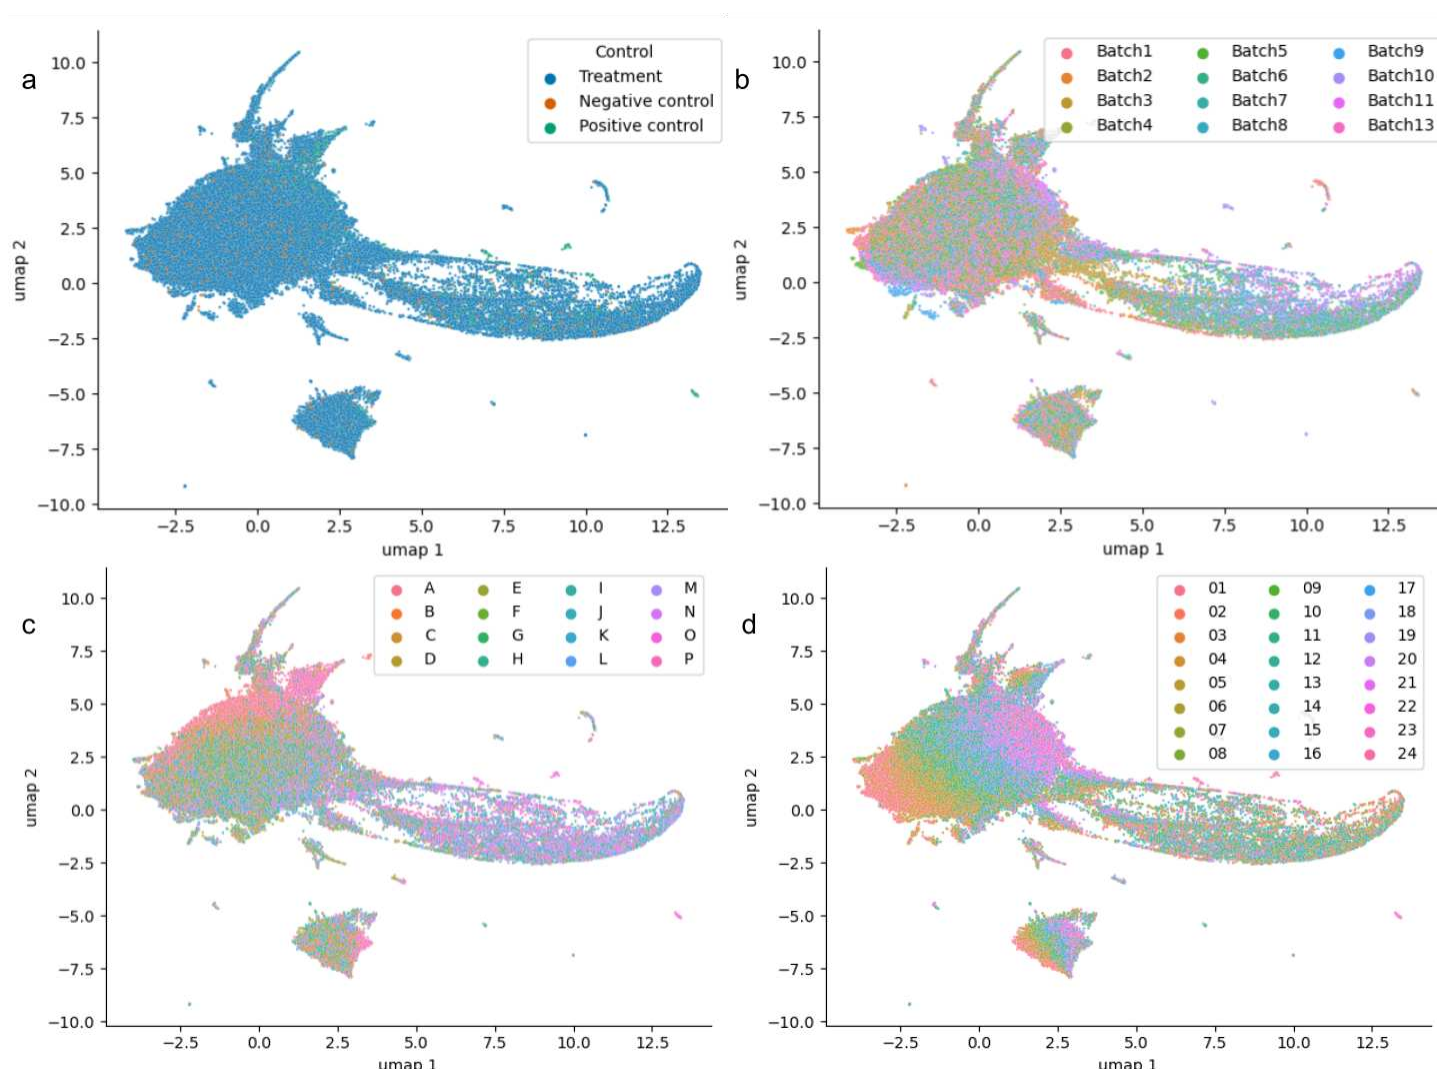 a
Control
Treatment
Negative control
Positive control
10.0
7.5
5.0
2.5
0.0
−2.5
−5.0
−7.5
−10.0
umap 2
−2.5 0.0 2.5 5.0 7.5 10.0 12.5
umap 1
b
Batch1 Batch5 Batch9
Batch2 Batch6 Batch10
Batch3 Batch7 Batch11
Batch4 Batch8 Batch13
10.0
7.5
5.0
2.5
0.0
−2.5
−5.0
−7.5
−10.0
umap 2
−2.5 0.0 2.5 5.0 7.5 10.0 12.5
umap 1
c
A E I M
B F J N
C G K O
D H L P
10.0
7.5
5.0
2.5
0.0
−2.5
−5.0
−7.5
−10.0
umap 2
−2.5 0.0 2.5 5.0 7.5 10.0 12.5
umap 1
d
01 09 17
02 10 18
03 11 19
04 12 20
05 13 21
06 14 22
07 15 23
08 16 24
10.0
7.5
5.0
2.5
0.0
−2.5
−5.0
−7.5
−10.0
umap 2
−2.5 0.0 2.5 5.0 7.5 10.0 12.5
umap 1